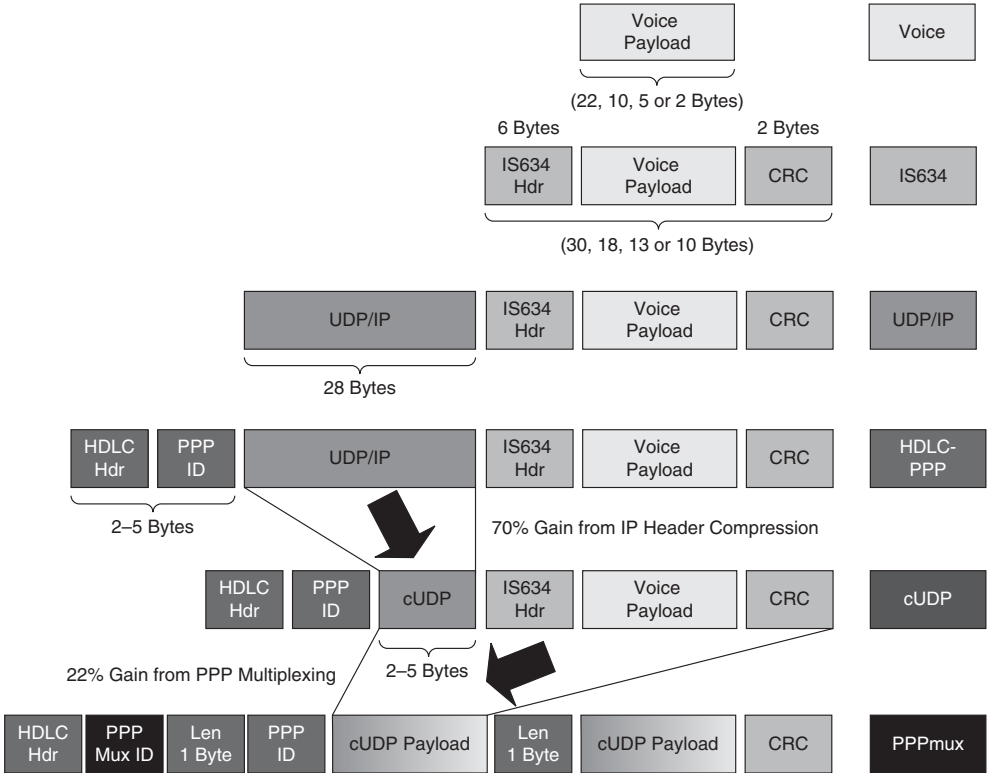 Voice
Payload
Voice
(22, 10, 5 or 2 Bytes)
6 Bytes
2 Bytes
IS634
Hdr
Voice
Payload
CRC
IS634
(30, 18, 13 or 10 Bytes)
UDP/IP
IS634
Hdr
Voice
Payload
CRC
UDP/IP
28 Bytes
HDLC
Hdr
PPP
ID
UDP/IP
IS634
Hdr
Voice
Payload
CRC
HDLC-
PPP
2–5 Bytes
70% Gain from IP Header Compression
HDLC
Hdr
PPP
ID
cUDP
IS634
Hdr
Voice
Payload
CRC
cUDP
22% Gain from PPP Multiplexing
2–5 Bytes
HDLC
Hdr
PPP
Mux ID
Len
1 Byte
PPP
ID
cUDP Payload
Len
1 Byte
cUDP Payload
CRC
PPPmux